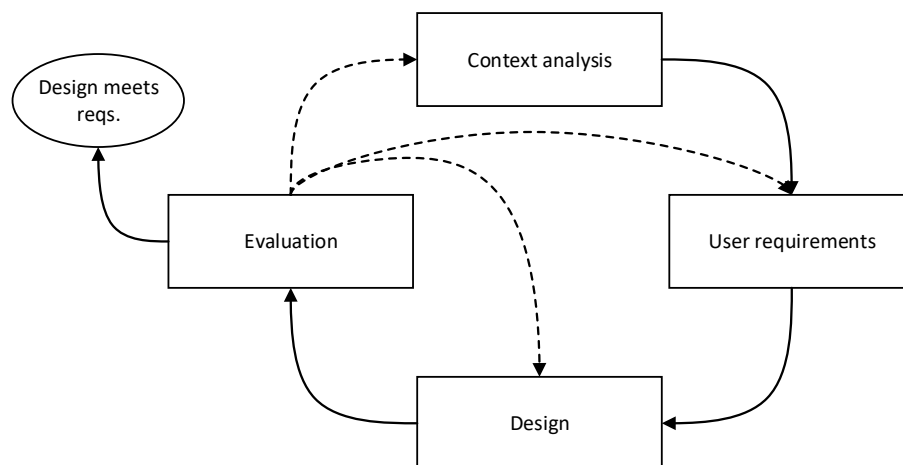 Context analysis
Design meets
reqs.
Evaluation
User requirements
Design